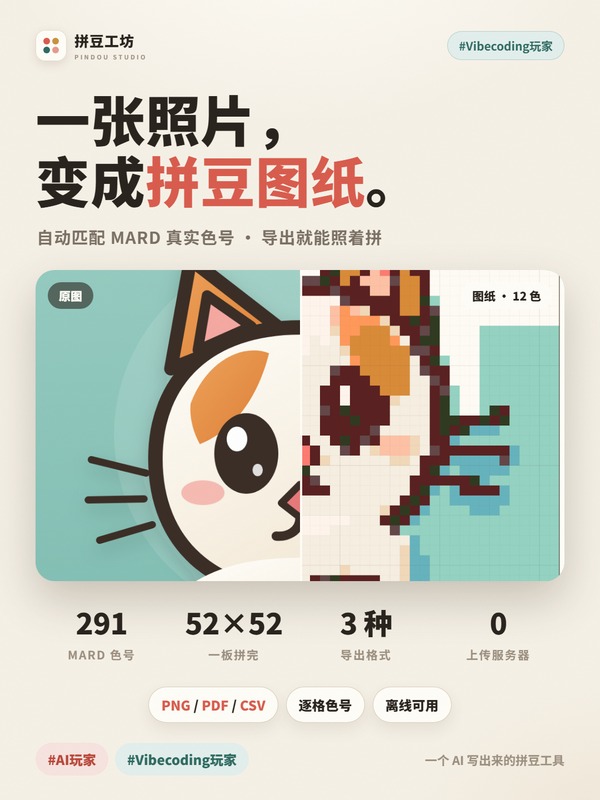 拼豆工坊
PINDOU STUDIO
#Vibecoding玩家
一张照片，
变成拼豆图纸。
自动匹配 MARD 真实色号 · 导出就能照着拼
原图
图纸 · 12 色
291
MARD 色号
52×52
一板拼完
3 种
导出格式
0
上传服务器
PNG / PDF / CSV
逐格色号
离线可用
#AI玩家
#Vibecoding玩家
一个 AI 写出来的拼豆工具